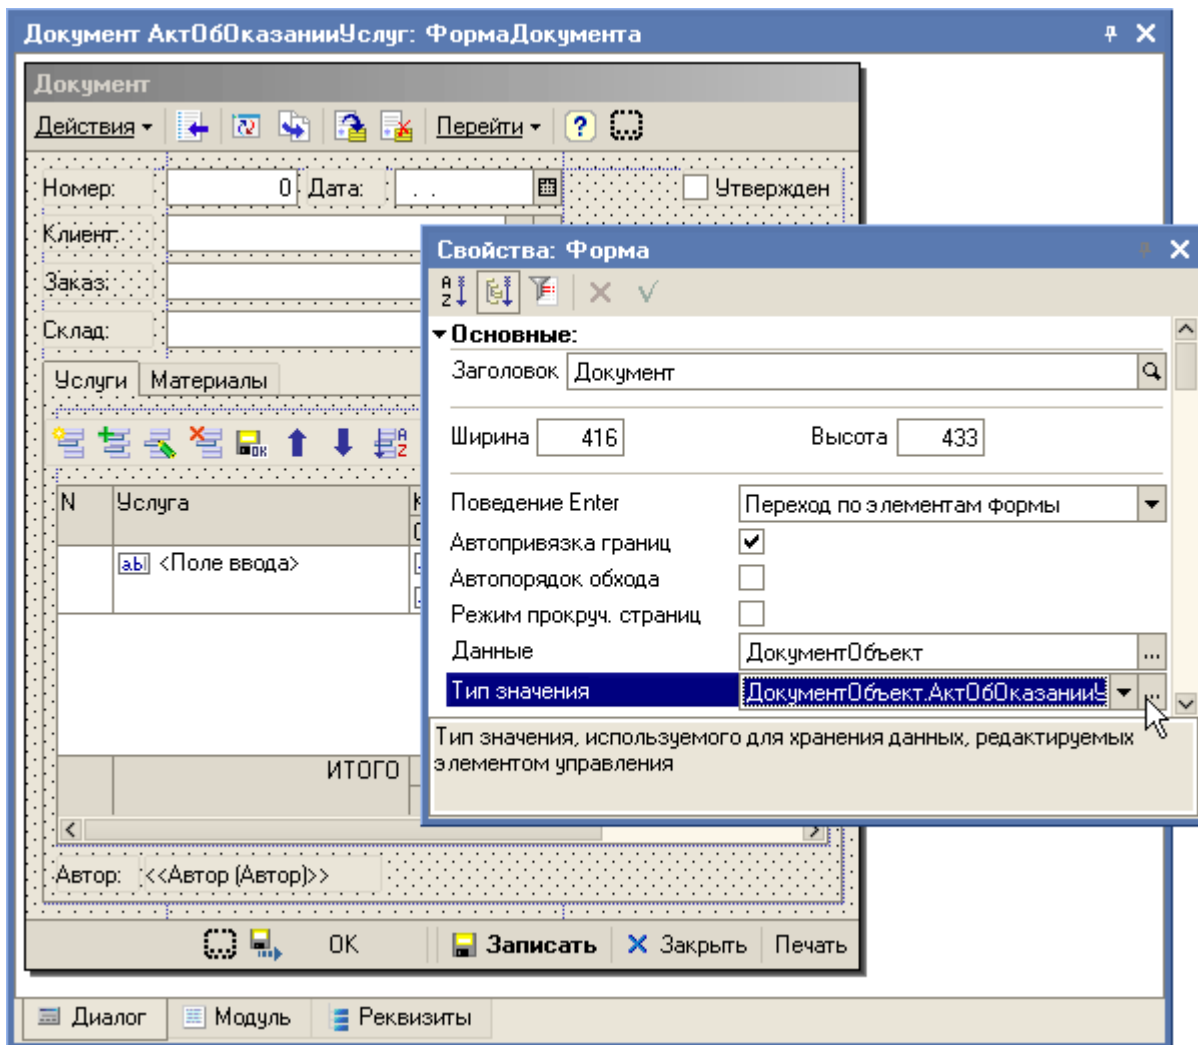 Документ АктОбОказанииУслуг: ФормаДокумента
Документ
Действия Перейти ?
Номер: 0 Дата: . . Утвержден
Клиент:
Заказ:
Склад:
Услуги Материалы
OK
N Услуга
ab <Поле ввода>
ИТОГО
Автор: <<Автор (Автор)>>
OK Записать Закрыть Печать
Диалог Модуль Реквизиты
Свойства: Форма
Основные:
Заголовок Документ
Ширина 416 Высота 433
Поведение Enter Переход по элементам формы
Автопривязка границ
Автопорядок обхода
Режим прокруч. страниц
Данные ДокументОбъект ...
Тип значения ДокументОбъект.АктОбОказанииУ ...
Тип значения, используемого для хранения данных, редактируемых
элементом управления